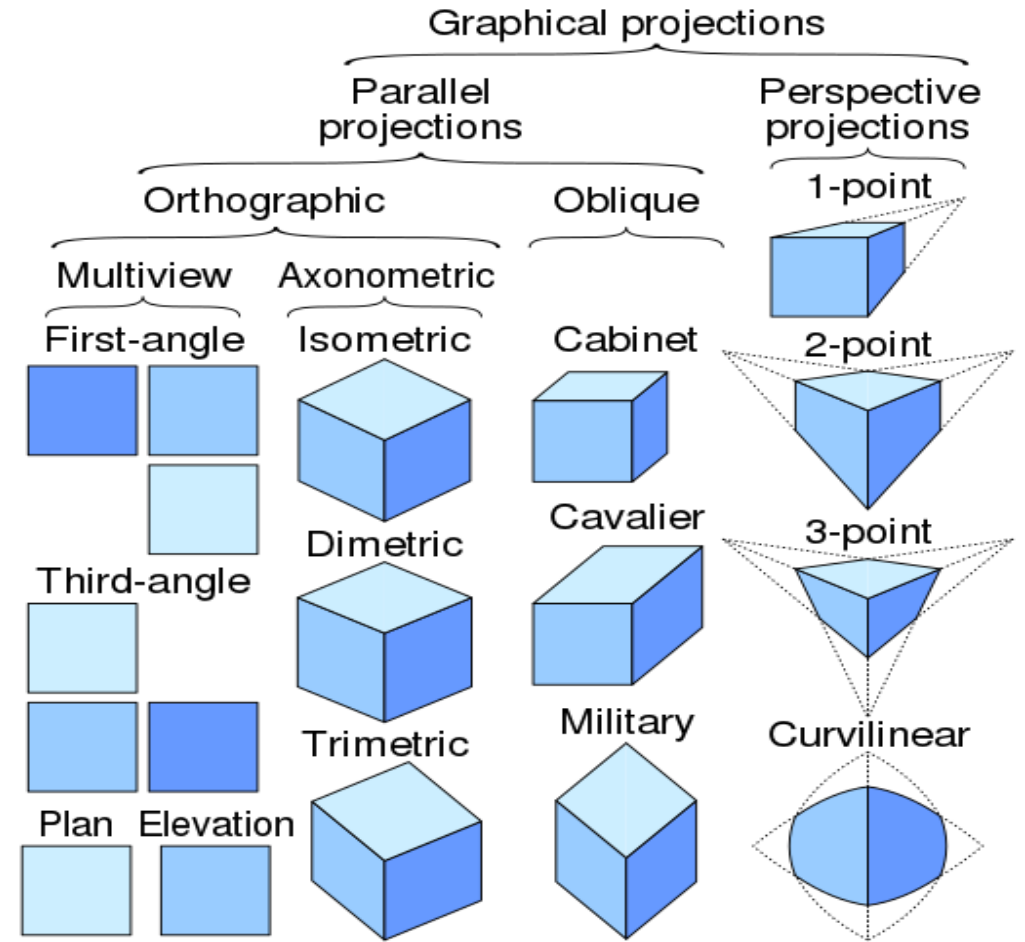 Graphical projections
Parallel
projections
Perspective
projections
Orthographic
Oblique
1-point
Multiview
Axonometric
First-angle
Isometric
Cabinet
2-point
Cavalier
3-point
Dimetric
Third-angle
Military
Curvilinear
Trimetric
Plan
Elevation